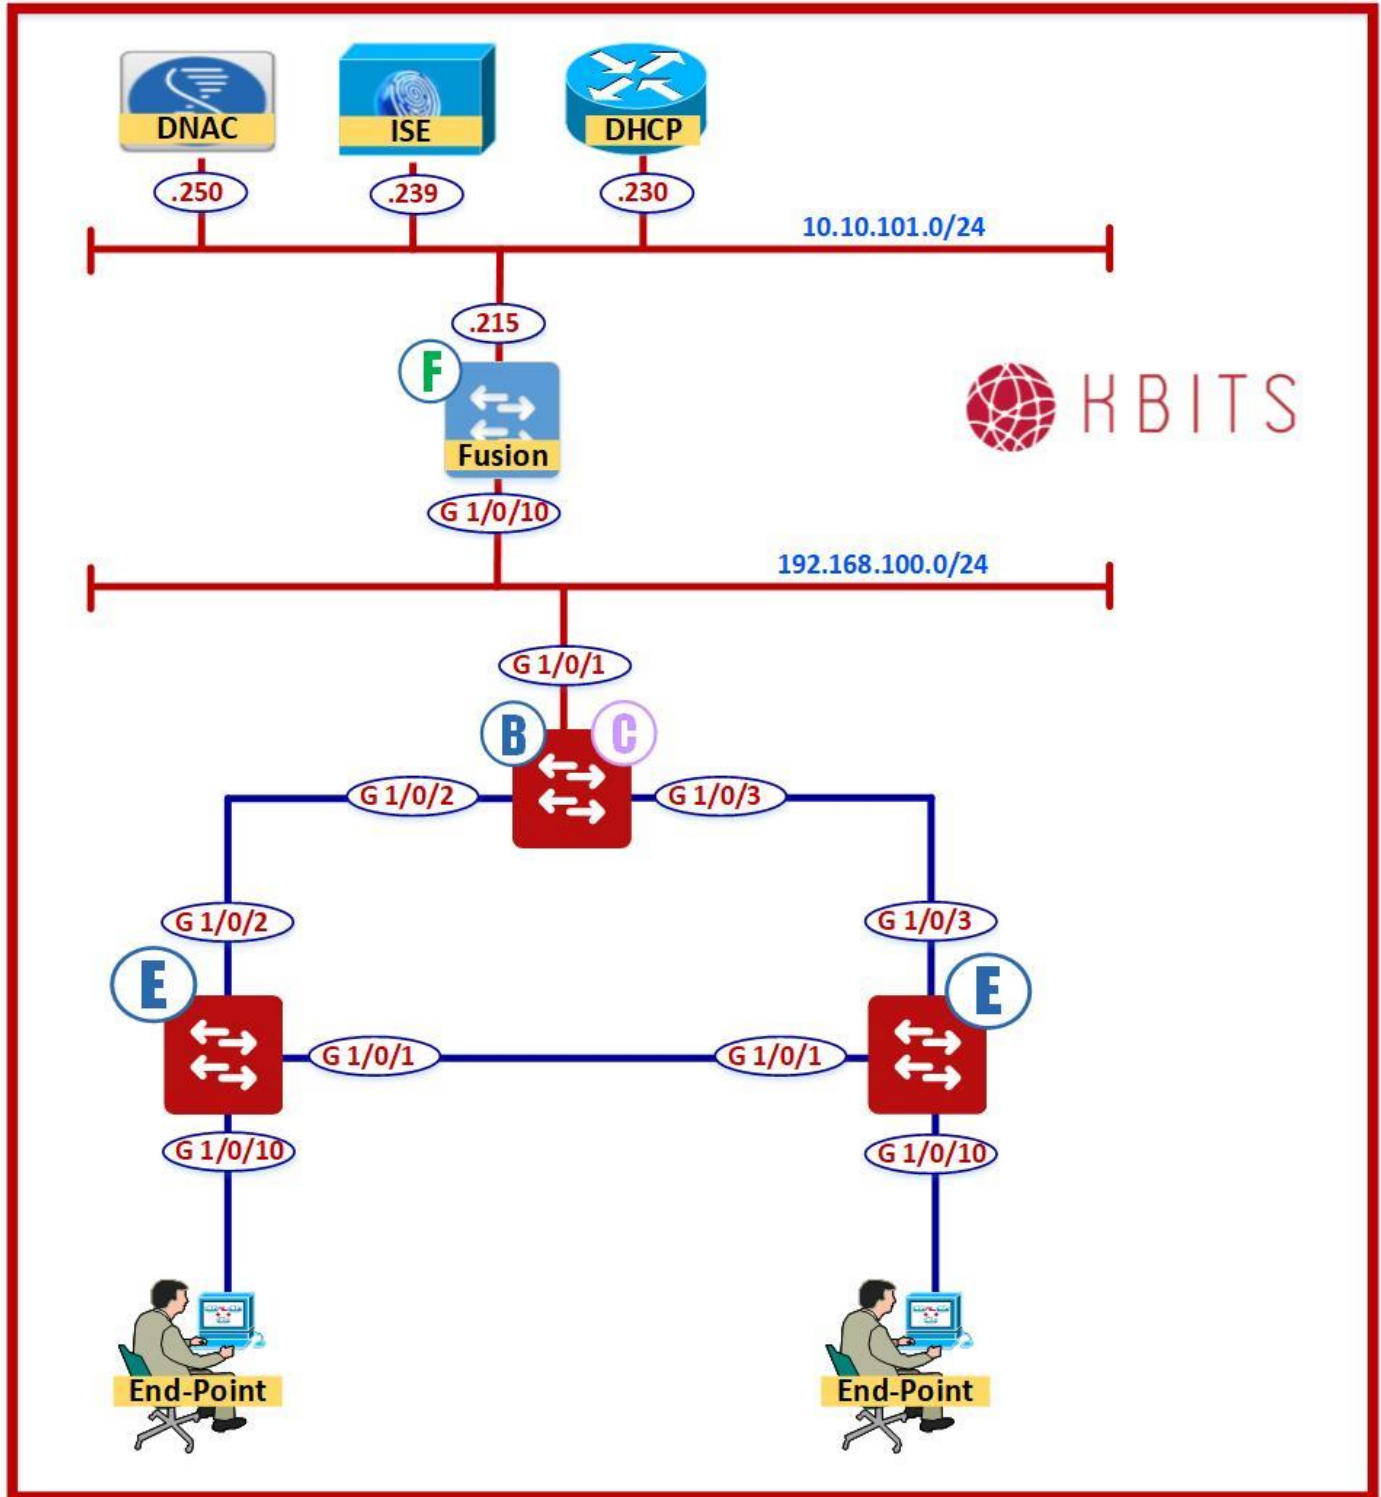 DNAC
ISE
DHCP
.250
.239
.230
10.10.101.0/24
.215
F
Fusion
G 1/0/10
KBITS
192.168.100.0/24
G 1/0/1
B
C
G 1/0/2
G 1/0/3
G 1/0/2
G 1/0/3
E
E
G 1/0/1
G 1/0/1
G 1/0/10
G 1/0/10
End-Point
End-Point